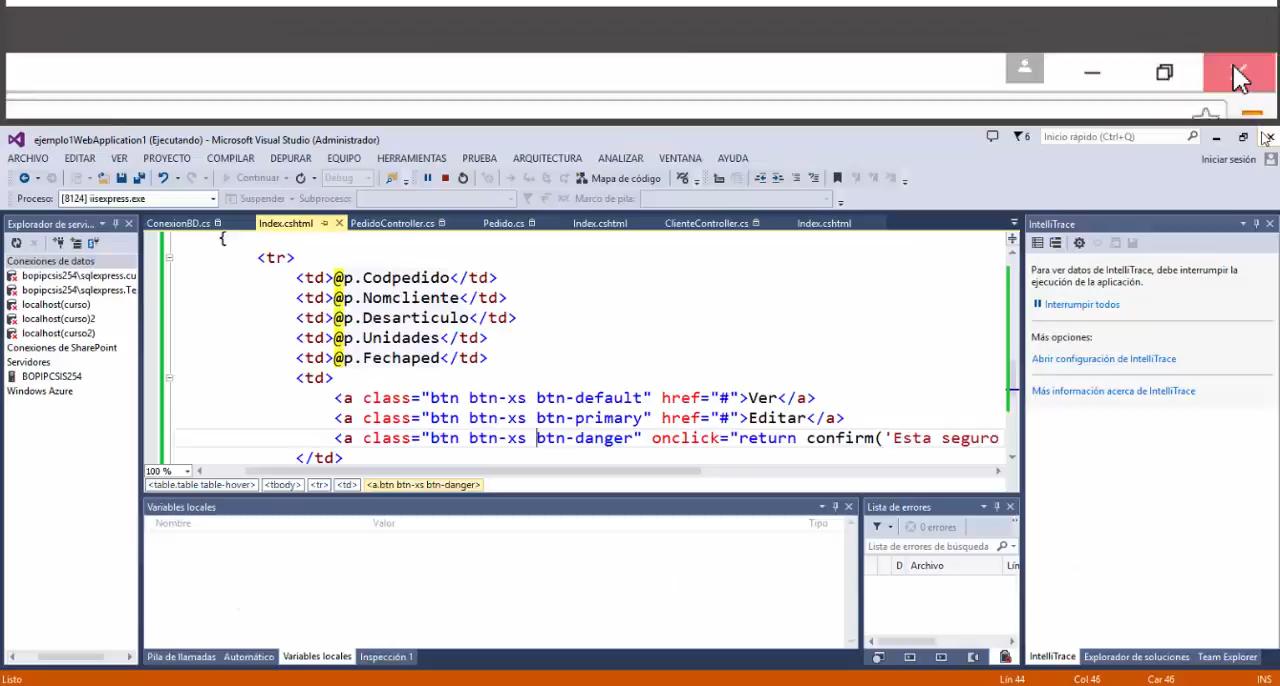 ejemplo1WebApplication1 (Ejecutando) - Microsoft Visual Studio (Administrador)
6
Inicio rápido (Ctrl+Q)
ARCHIVO EDITAR VER PROYECTO COMPILAR DEPURAR EQUIPO HERRAMIENTAS PRUEBA ARQUITECTURA ANALIZAR VENTANA AYUDA
Iniciar sesión
Continuar Debug Mapa de código
Proceso: [8124] iisexpress.exe Suspender Subproceso: Marco de pila:
Explorador de servi...
ConexionBD.cs Index.cshtml PedidoController.cs Pedido.cs Index.cshtml ClienteController.cs Index.cshtml
IntelliTrace
Conexiones de datos
bopipcsis254\sqlexpress.cu
bopipcsis254\sqlexpress.Te
localhost(curso)
localhost(curso)2
localhost(curso2)
Conexiones de SharePoint
Servidores
BOPIPCSIS254
Windows Azure
{
<tr>
<td>@p.Codpedido</td>
<td>@p.Nomcliente</td>
<td>@p.Desarticulo</td>
<td>@p.Unidades</td>
<td>@p.Fechaped</td>
<td>
<a class="btn btn-xs btn-default" href="#">Ver</a>
<a class="btn btn-xs btn-primary" href="#">Editar</a>
<a class="btn btn-xs btn-danger" onclick="return confirm('Esta seguro
</td>
100 %
<table.table table-hover> <tbody> <tr> <td> <a.btn btn-xs btn-danger>
Para ver datos de IntelliTrace, debe interrumpir la
ejecución de la aplicación.
Interrumpir todos
Más opciones:
Abrir configuración de IntelliTrace
Más información acerca de IntelliTrace
Variables locales
Nombre Valor Tipo
Lista de errores
0 errores
Lista de errores de búsqueda
D Archivo Lín
Pila de llamadas Automático Variables locales Inspección 1
IntelliTrace Explorador de soluciones Team Explorer
Listo Lín 44 Col 46 Car 46 INS